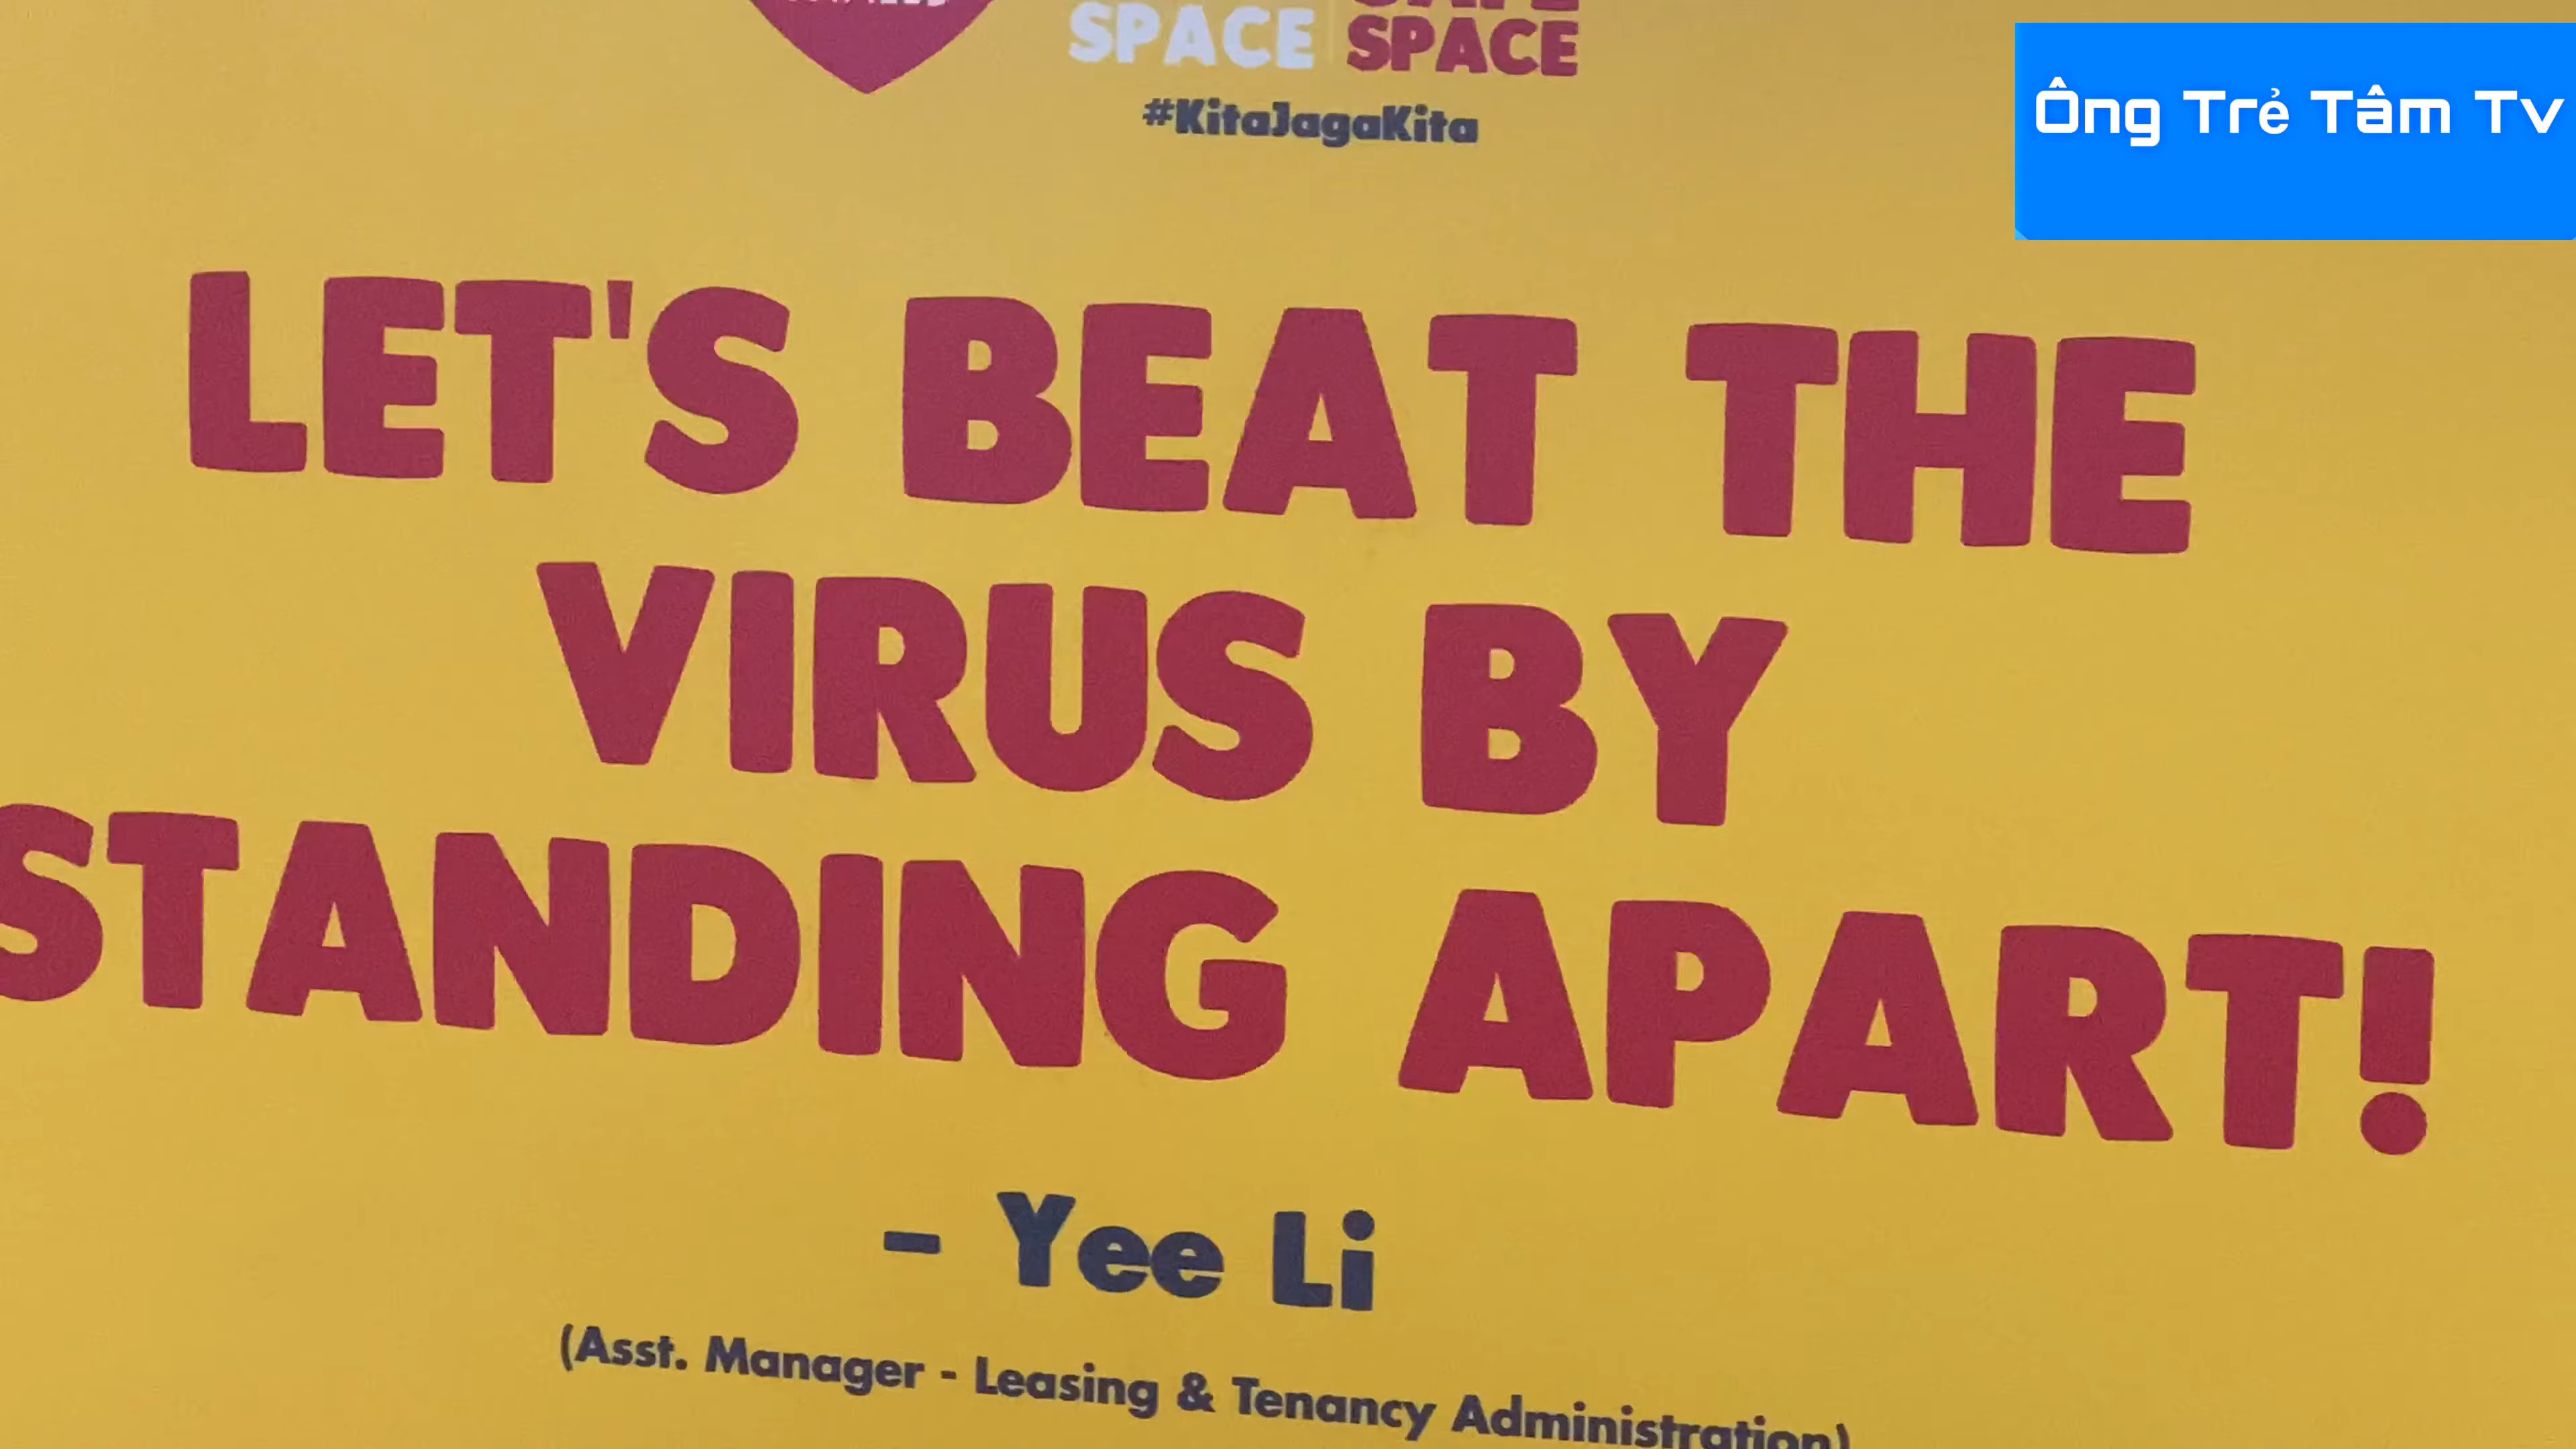 SPACE SPACE
#KitaJagaKita
Ông Trẻ Tâm Tv
LET'S BEAT THE
VIRUS BY
STANDING APART!
– Yee Li
(Asst. Manager - Leasing & Tenancy Administration)